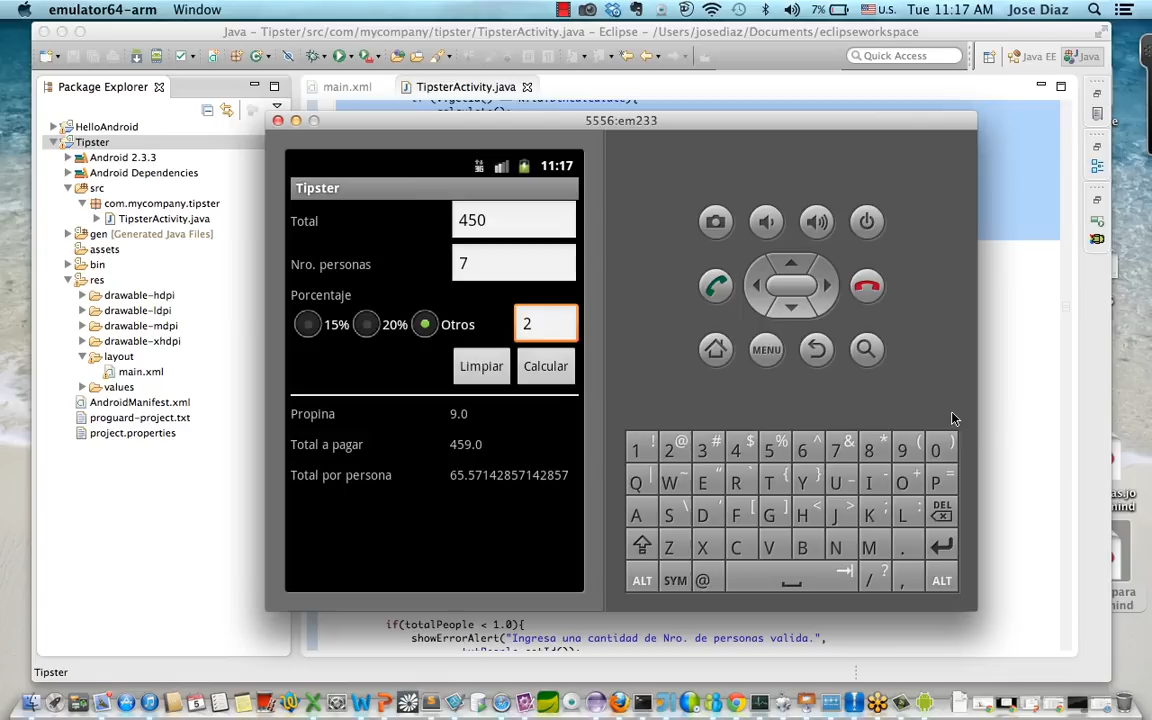 emulator64-arm Window 7% U.S. Tue 11:17 AM Jose Diaz
Java – Tipster/src/com/mycompany/tipster/TipsterActivity.java – Eclipse – /Users/josediaz/Documents/eclipseworkspace
Quick Access Java EE Java
Package Explorer main.xml TipsterActivity.java
5556:em233
HelloAndroid
Tipster
Android 2.3.3
Android Dependencies
src
com.mycompany.tipster
TipsterActivity.java
gen [Generated Java Files]
assets
bin
res
drawable-hdpi
drawable-ldpi
drawable-mdpi
drawable-xhdpi
layout
main.xml
values
AndroidManifest.xml
proguard-project.txt
project.properties
3G 11:17
Tipster
Total 450
Nro. personas 7
Porcentaje
15% 20% Otros 2
Limpiar Calcular
Propina 9.0
Total a pagar 459.0
Total por persona 65.57142857142857
MENU
1 ! 2 @ 3 # 4 $ 5 % 6 ^ 7 & 8 * 9 ( 0 )
Q | W ~ E " R ` T { Y } U _ I - O + P =
A S \ D ' F [ G ] H < J > K ; L : DEL
Z X C V B N M .
ALT SYM @ / ? , ALT
if(totalPeople < 1.0){
showErrorAlert("Ingresa una cantidad de Nro. de personas valida.",
Tipster
para